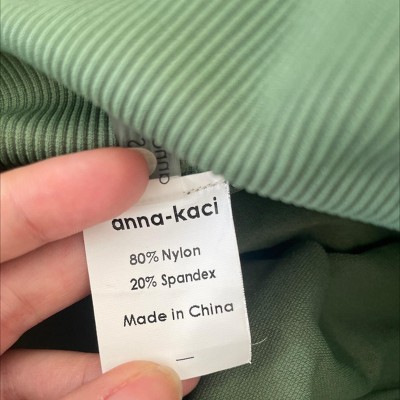 anna-kaci
80% Nylon
20% Spandex
Made in China